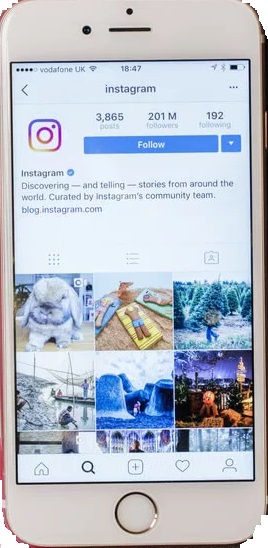 vodafone UK 18:47
instagram
3,865 201 M 192
posts followers following
Follow
Instagram
Discovering — and telling — stories from around the
world. Curated by Instagram's community team.
blog.instagram.com